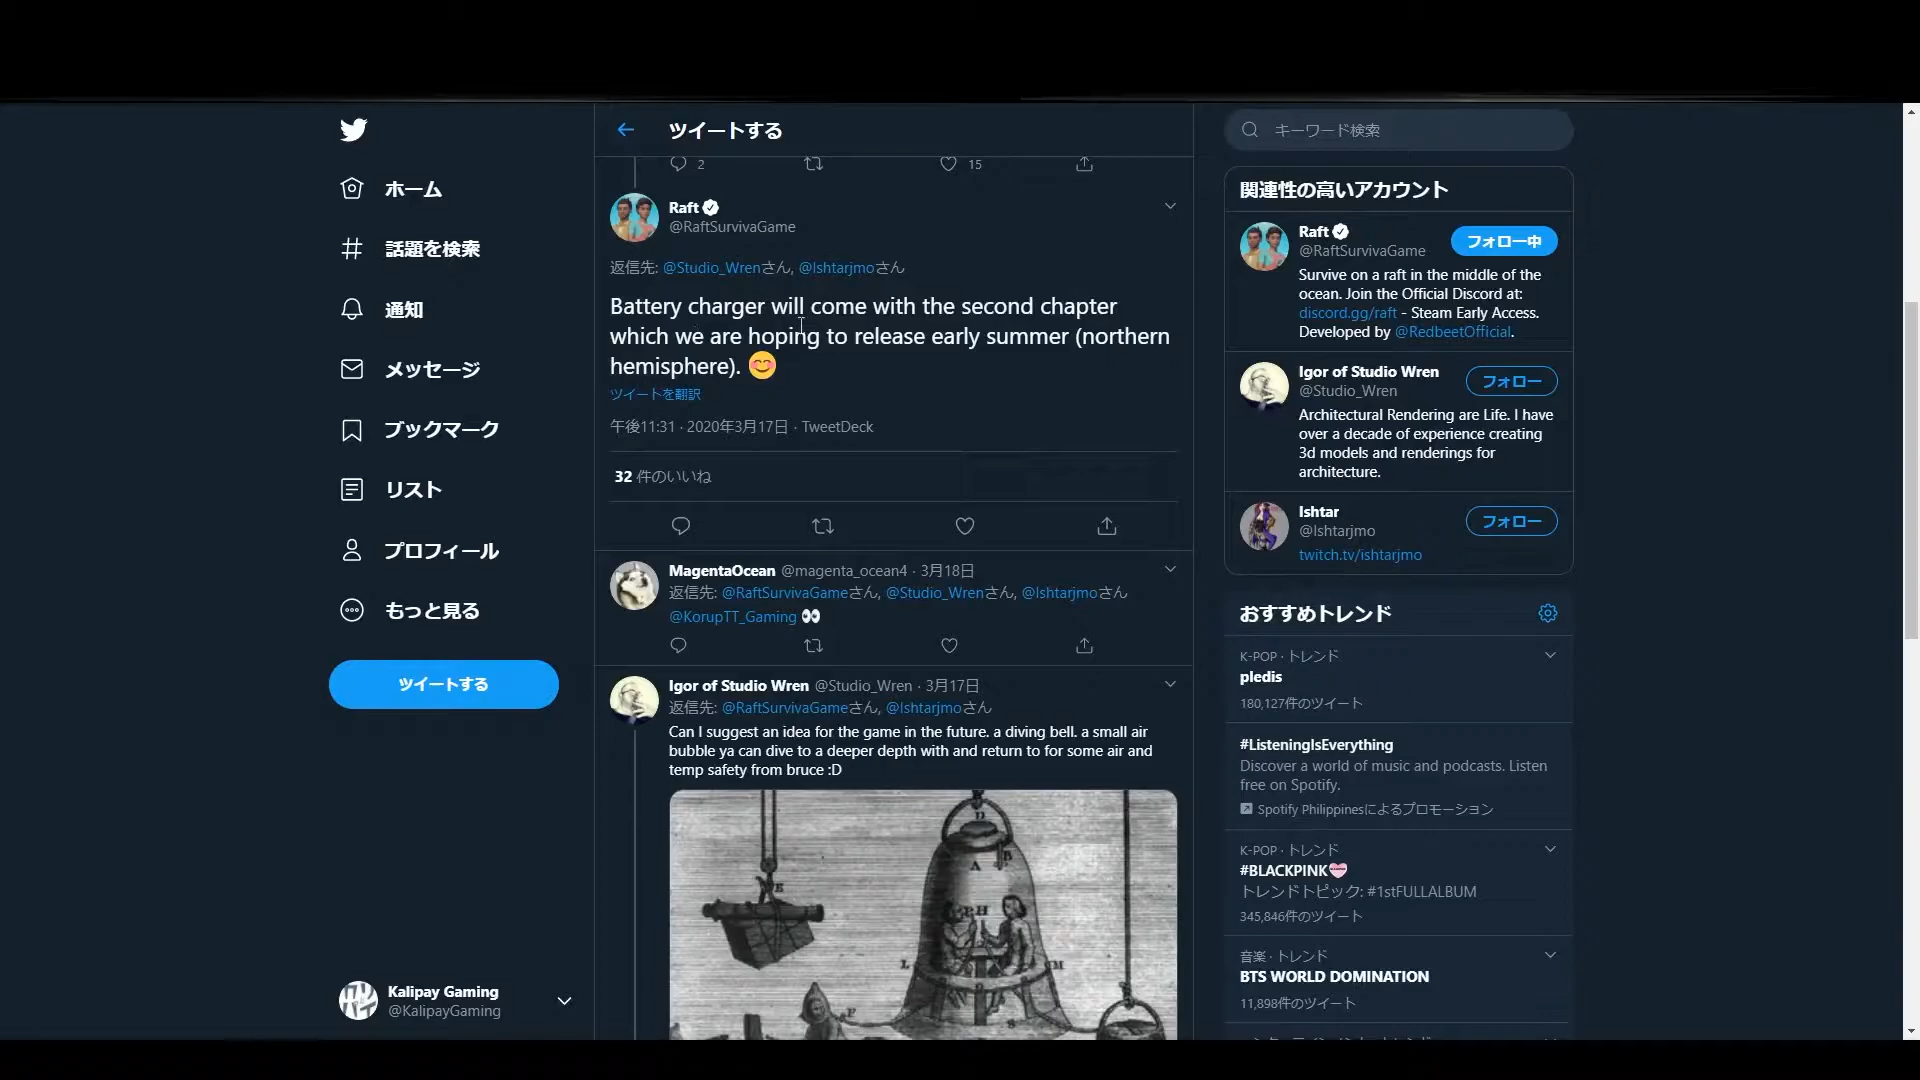 ホーム
話題を検索
通知
メッセージ
ブックマーク
リスト
プロフィール
もっと見る
ツイートする
Kalipay Gaming
@KalipayGaming
ツイートする
2
15
Raft
@RaftSurvivaGame
返信先: @Studio_Wrenさん, @Ishtarjmoさん
Battery charger will come with the second chapter
which we are hoping to release early summer (northern
hemisphere). 😊
ツイートを翻訳
午後11:31 · 2020年3月17日 · TweetDeck
32 件のいいね
MagentaOcean @magenta_ocean4 · 3月18日
返信先: @RaftSurvivaGameさん, @Studio_Wrenさん, @Ishtarjmoさん
@KorupTT_Gaming 👀
Igor of Studio Wren @Studio_Wren · 3月17日
返信先: @RaftSurvivaGameさん, @Ishtarjmoさん
Can I suggest an idea for the game in the future. a diving bell. a small air
bubble ya can dive to a deeper depth with and return to for some air and
temp safety from bruce :D
D
A
B
E
H
L
M
P
キーワード検索
関連性の高いアカウント
Raft
@RaftSurvivaGame
フォロー中
Survive on a raft in the middle of the
ocean. Join the Official Discord at:
discord.gg/raft - Steam Early Access.
Developed by @RedbeetOfficial.
Igor of Studio Wren
@Studio_Wren
フォロー
Architectural Rendering are Life. I have
over a decade of experience creating
3d models and renderings for
architecture.
Ishtar
@Ishtarjmo
フォロー
twitch.tv/ishtarjmo
おすすめトレンド
K-POP · トレンド
pledis
180,127件のツイート
#ListeningIsEverything
Discover a world of music and podcasts. Listen
free on Spotify.
Spotify Philippinesによるプロモーション
K-POP · トレンド
#BLACKPINK
トレンドトピック: #1stFULLALBUM
345,846件のツイート
音楽 · トレンド
BTS WORLD DOMINATION
11,898件のツイート